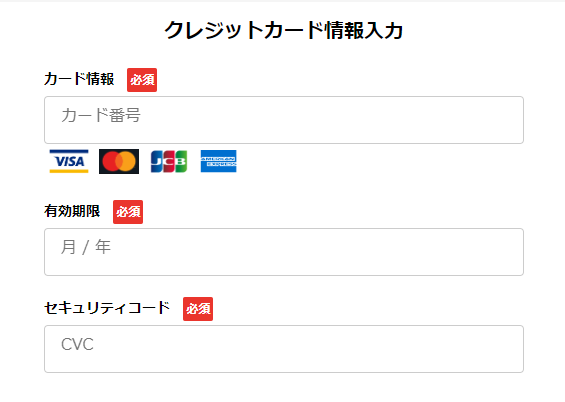 クレジットカード情報入力
カード情報 必須
カード番号
VISA JCB AMERICAN EXPRESS
有効期限 必須
月 / 年
セキュリティコード 必須
CVC